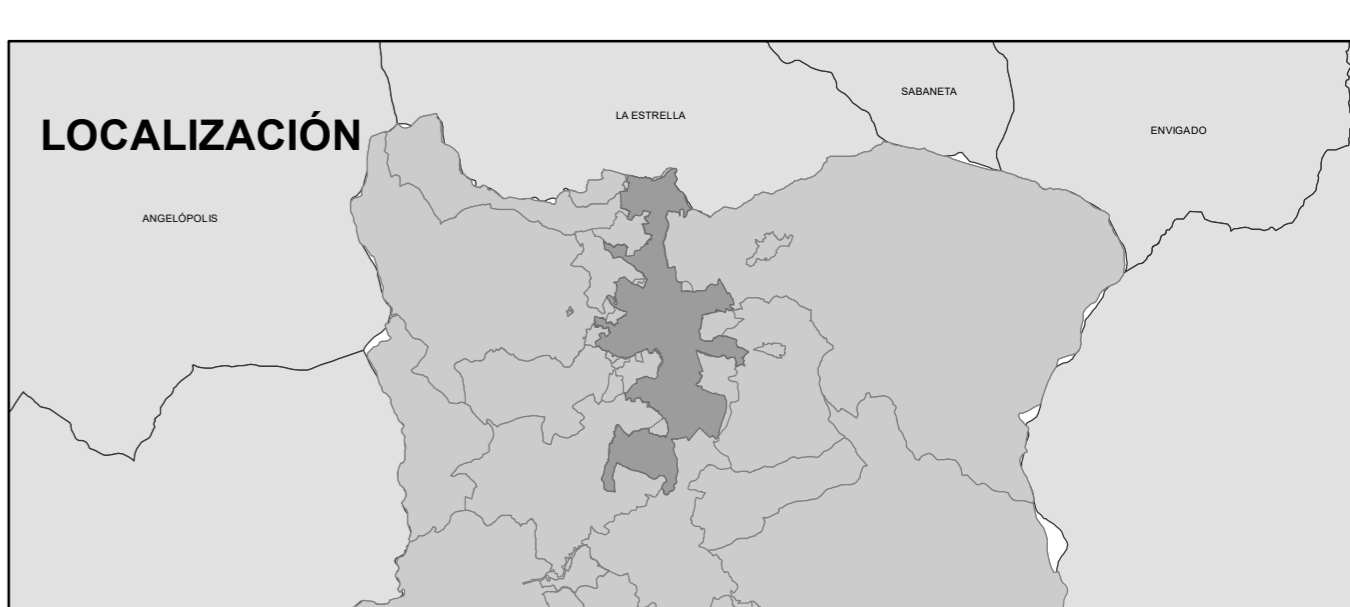 SABANETA
LA ESTRELLA
LOCALIZACIÓN
ENVIGADO
ANGELÓPOLIS